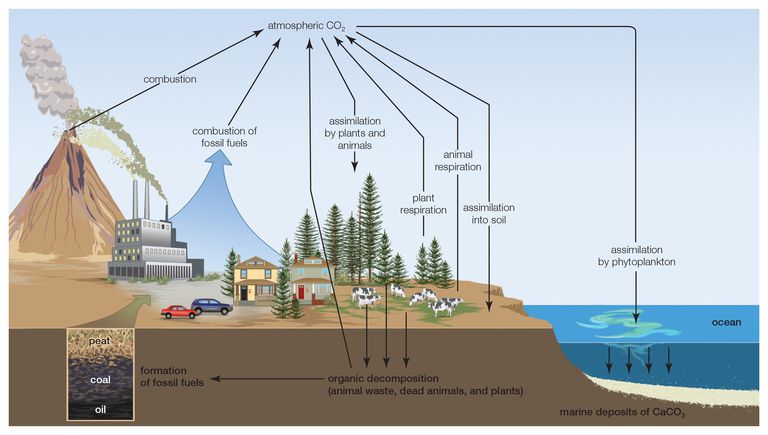 atmospheric CO₂
combustion
combustion of
fossil fuels
assimilation
by plants and
animals
animal
respiration
plant
respiration
assimilation
into soil
assimilation
by phytoplankton
ocean
peat
coal
oil
formation
of fossil fuels
organic decomposition
(animal waste, dead animals, and plants)
marine deposits of CaCO₃